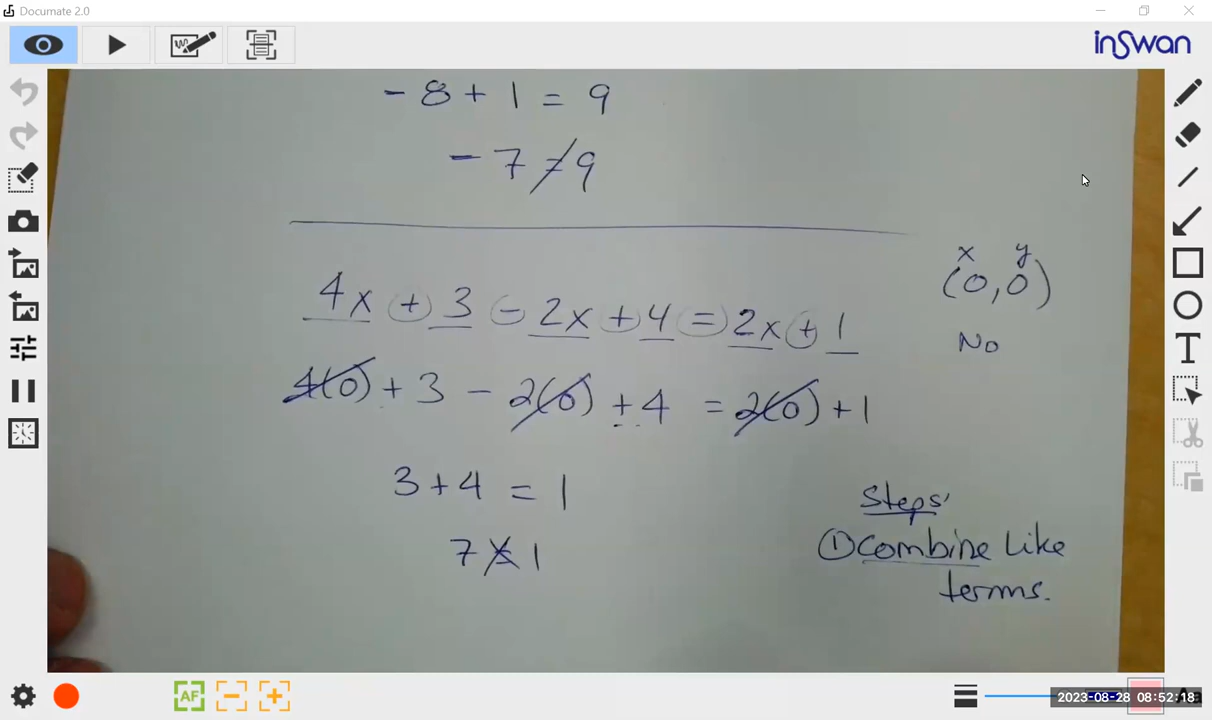 Documate 2.0
inSwan
- 8 + 1 = 9
- 7 ≠ 9
4x + 3 - 2x + 4 = 2x + 1
x y
(0,0)
No
4(0) + 3 - 2(0) + 4 = 2(0) + 1
3 + 4 = 1
7 ≠ 1
Steps:
① Combine Like
terms.
AF
2023-08-28 08:52:18